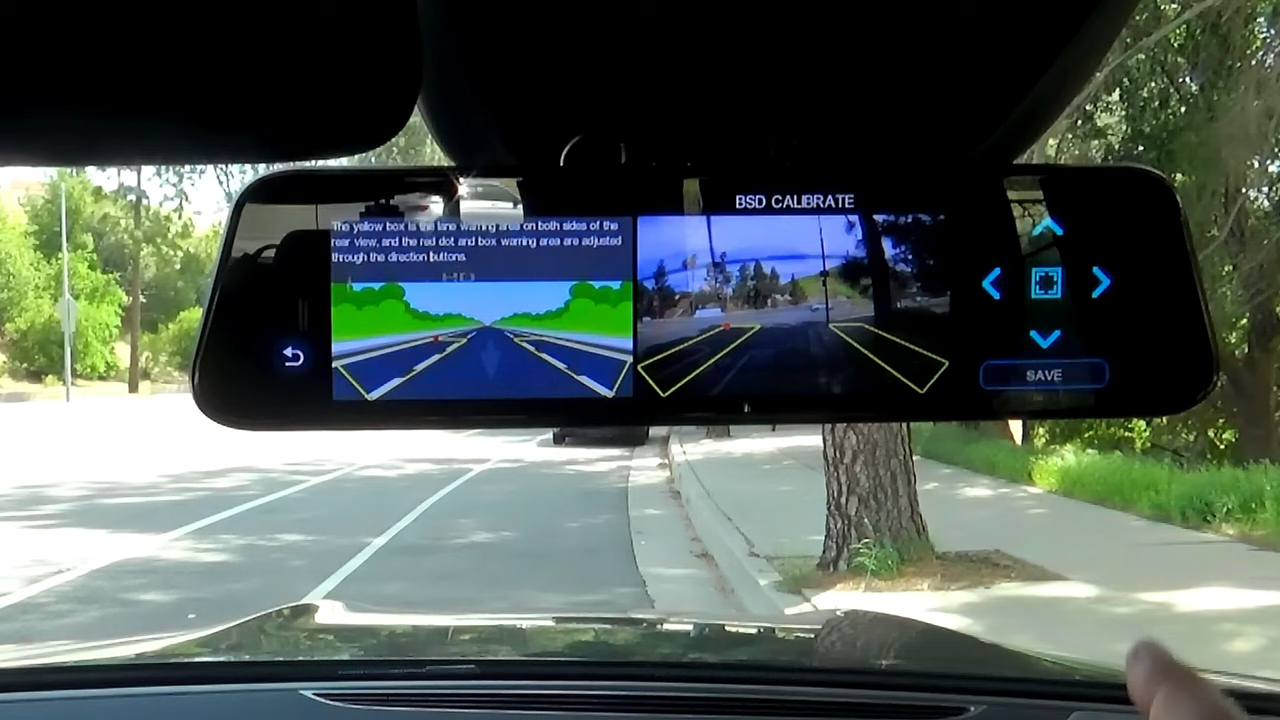 BSD CALIBRATE
The yellow box is the lane warning area on both sides of the
rear view, and the red dot and box warning area are adjusted
through the direction buttons.
HD
SAVE